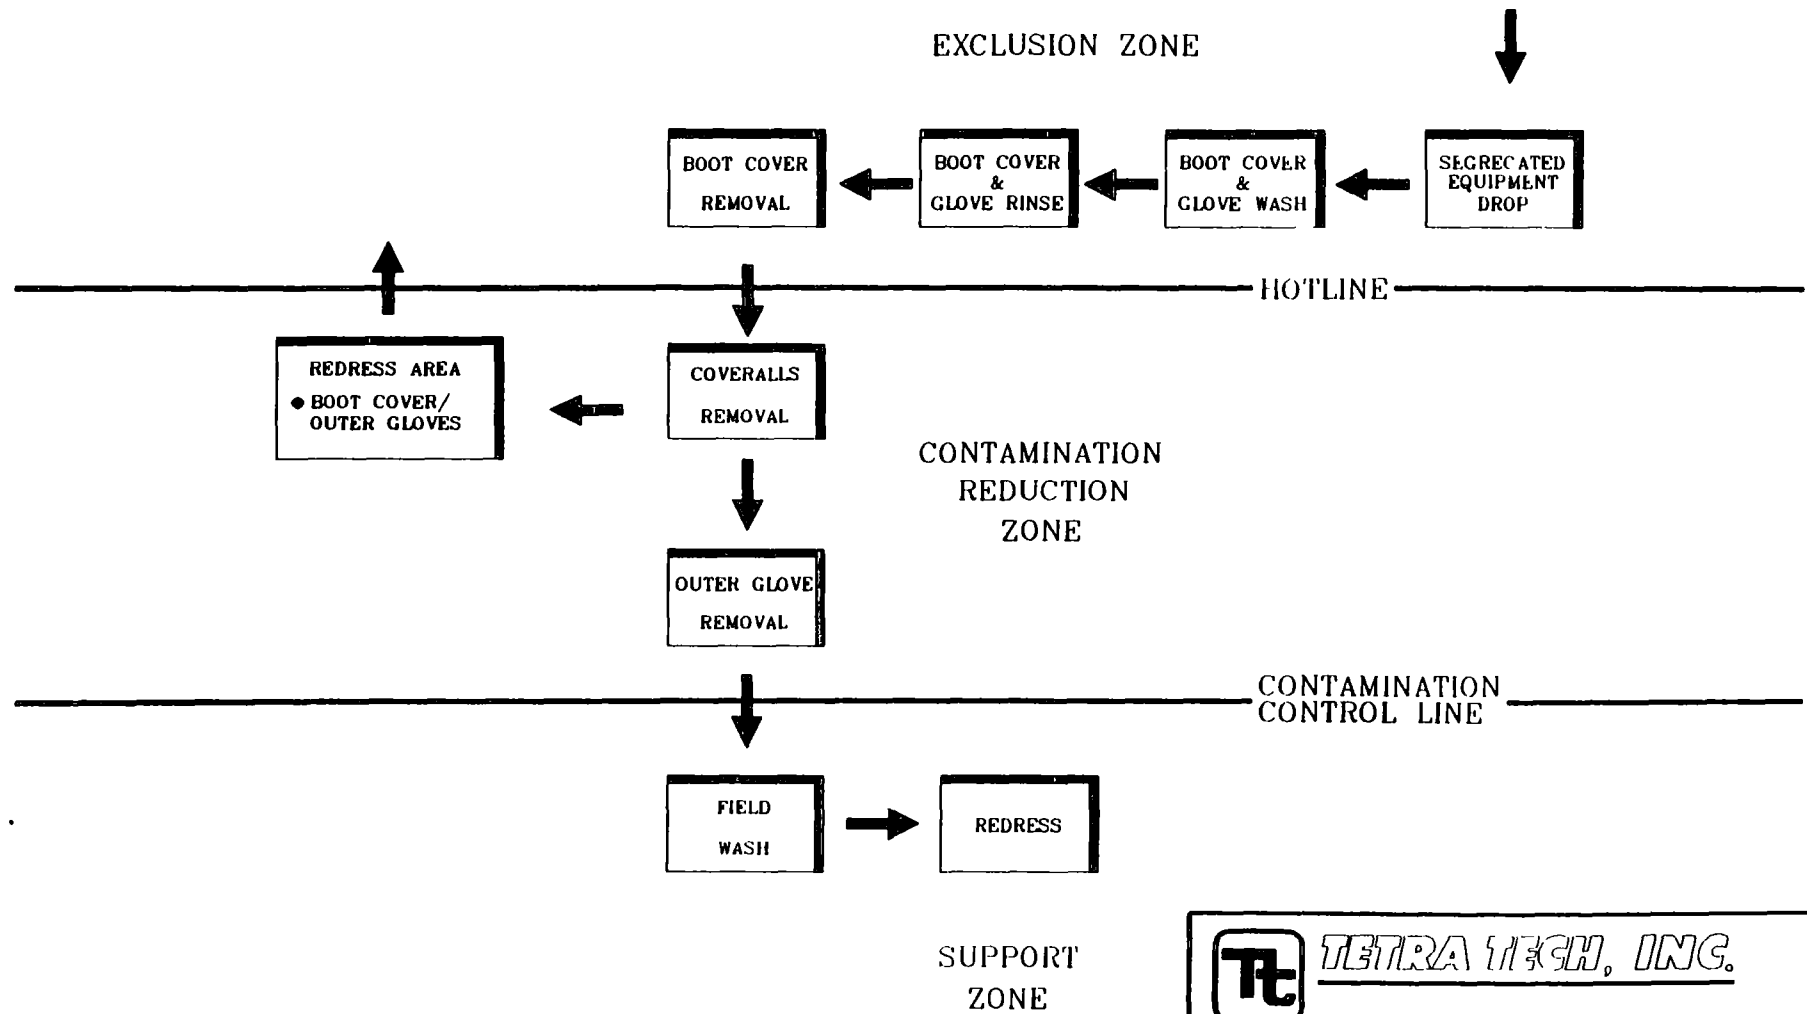 EXCLUSION ZONE
BOOT COVER
REMOVAL
BOOT COVER
&
GLOVE RINSE
BOOT COVER
&
GLOVE WASH
SEGRECATED
EQUIPMENT
DROP
HOTLINE
REDRESS AREA
● BOOT COVER/
OUTER GLOVES
COVERALLS
REMOVAL
CONTAMINATION
REDUCTION
ZONE
OUTER GLOVE
REMOVAL
CONTAMINATION
CONTROL LINE
FIELD
WASH
REDRESS
SUPPORT
ZONE
Tt TETRA TECH, INC.